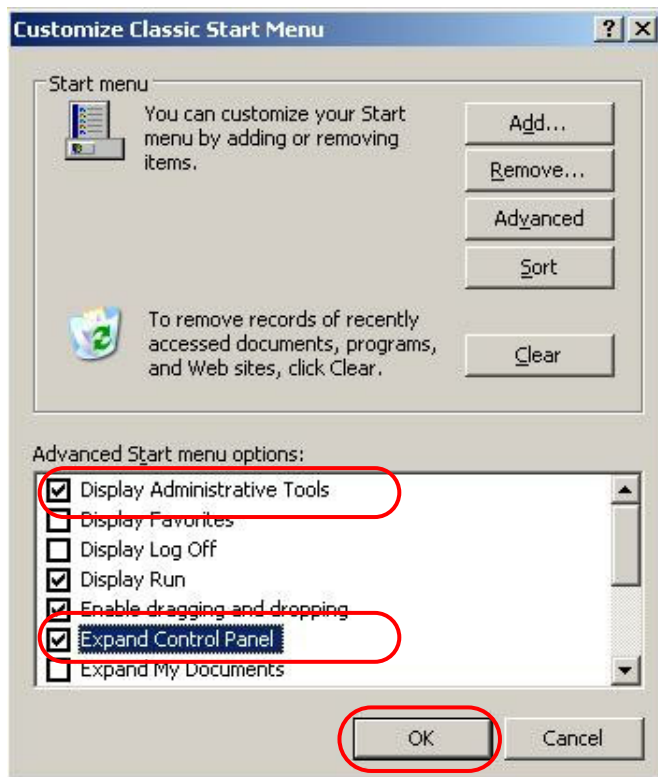 Customize Classic Start Menu
Start menu
You can customize your Start
menu by adding or removing
items.
Add...
Remove...
Advanced
Sort
To remove records of recently
accessed documents, programs,
and Web sites, click Clear.
Clear
Advanced Start menu options:
Display Administrative Tools
Display Favorites
Display Log Off
Display Run
Enable dragging and dropping
Expand Control Panel
Expand My Documents
OK
Cancel